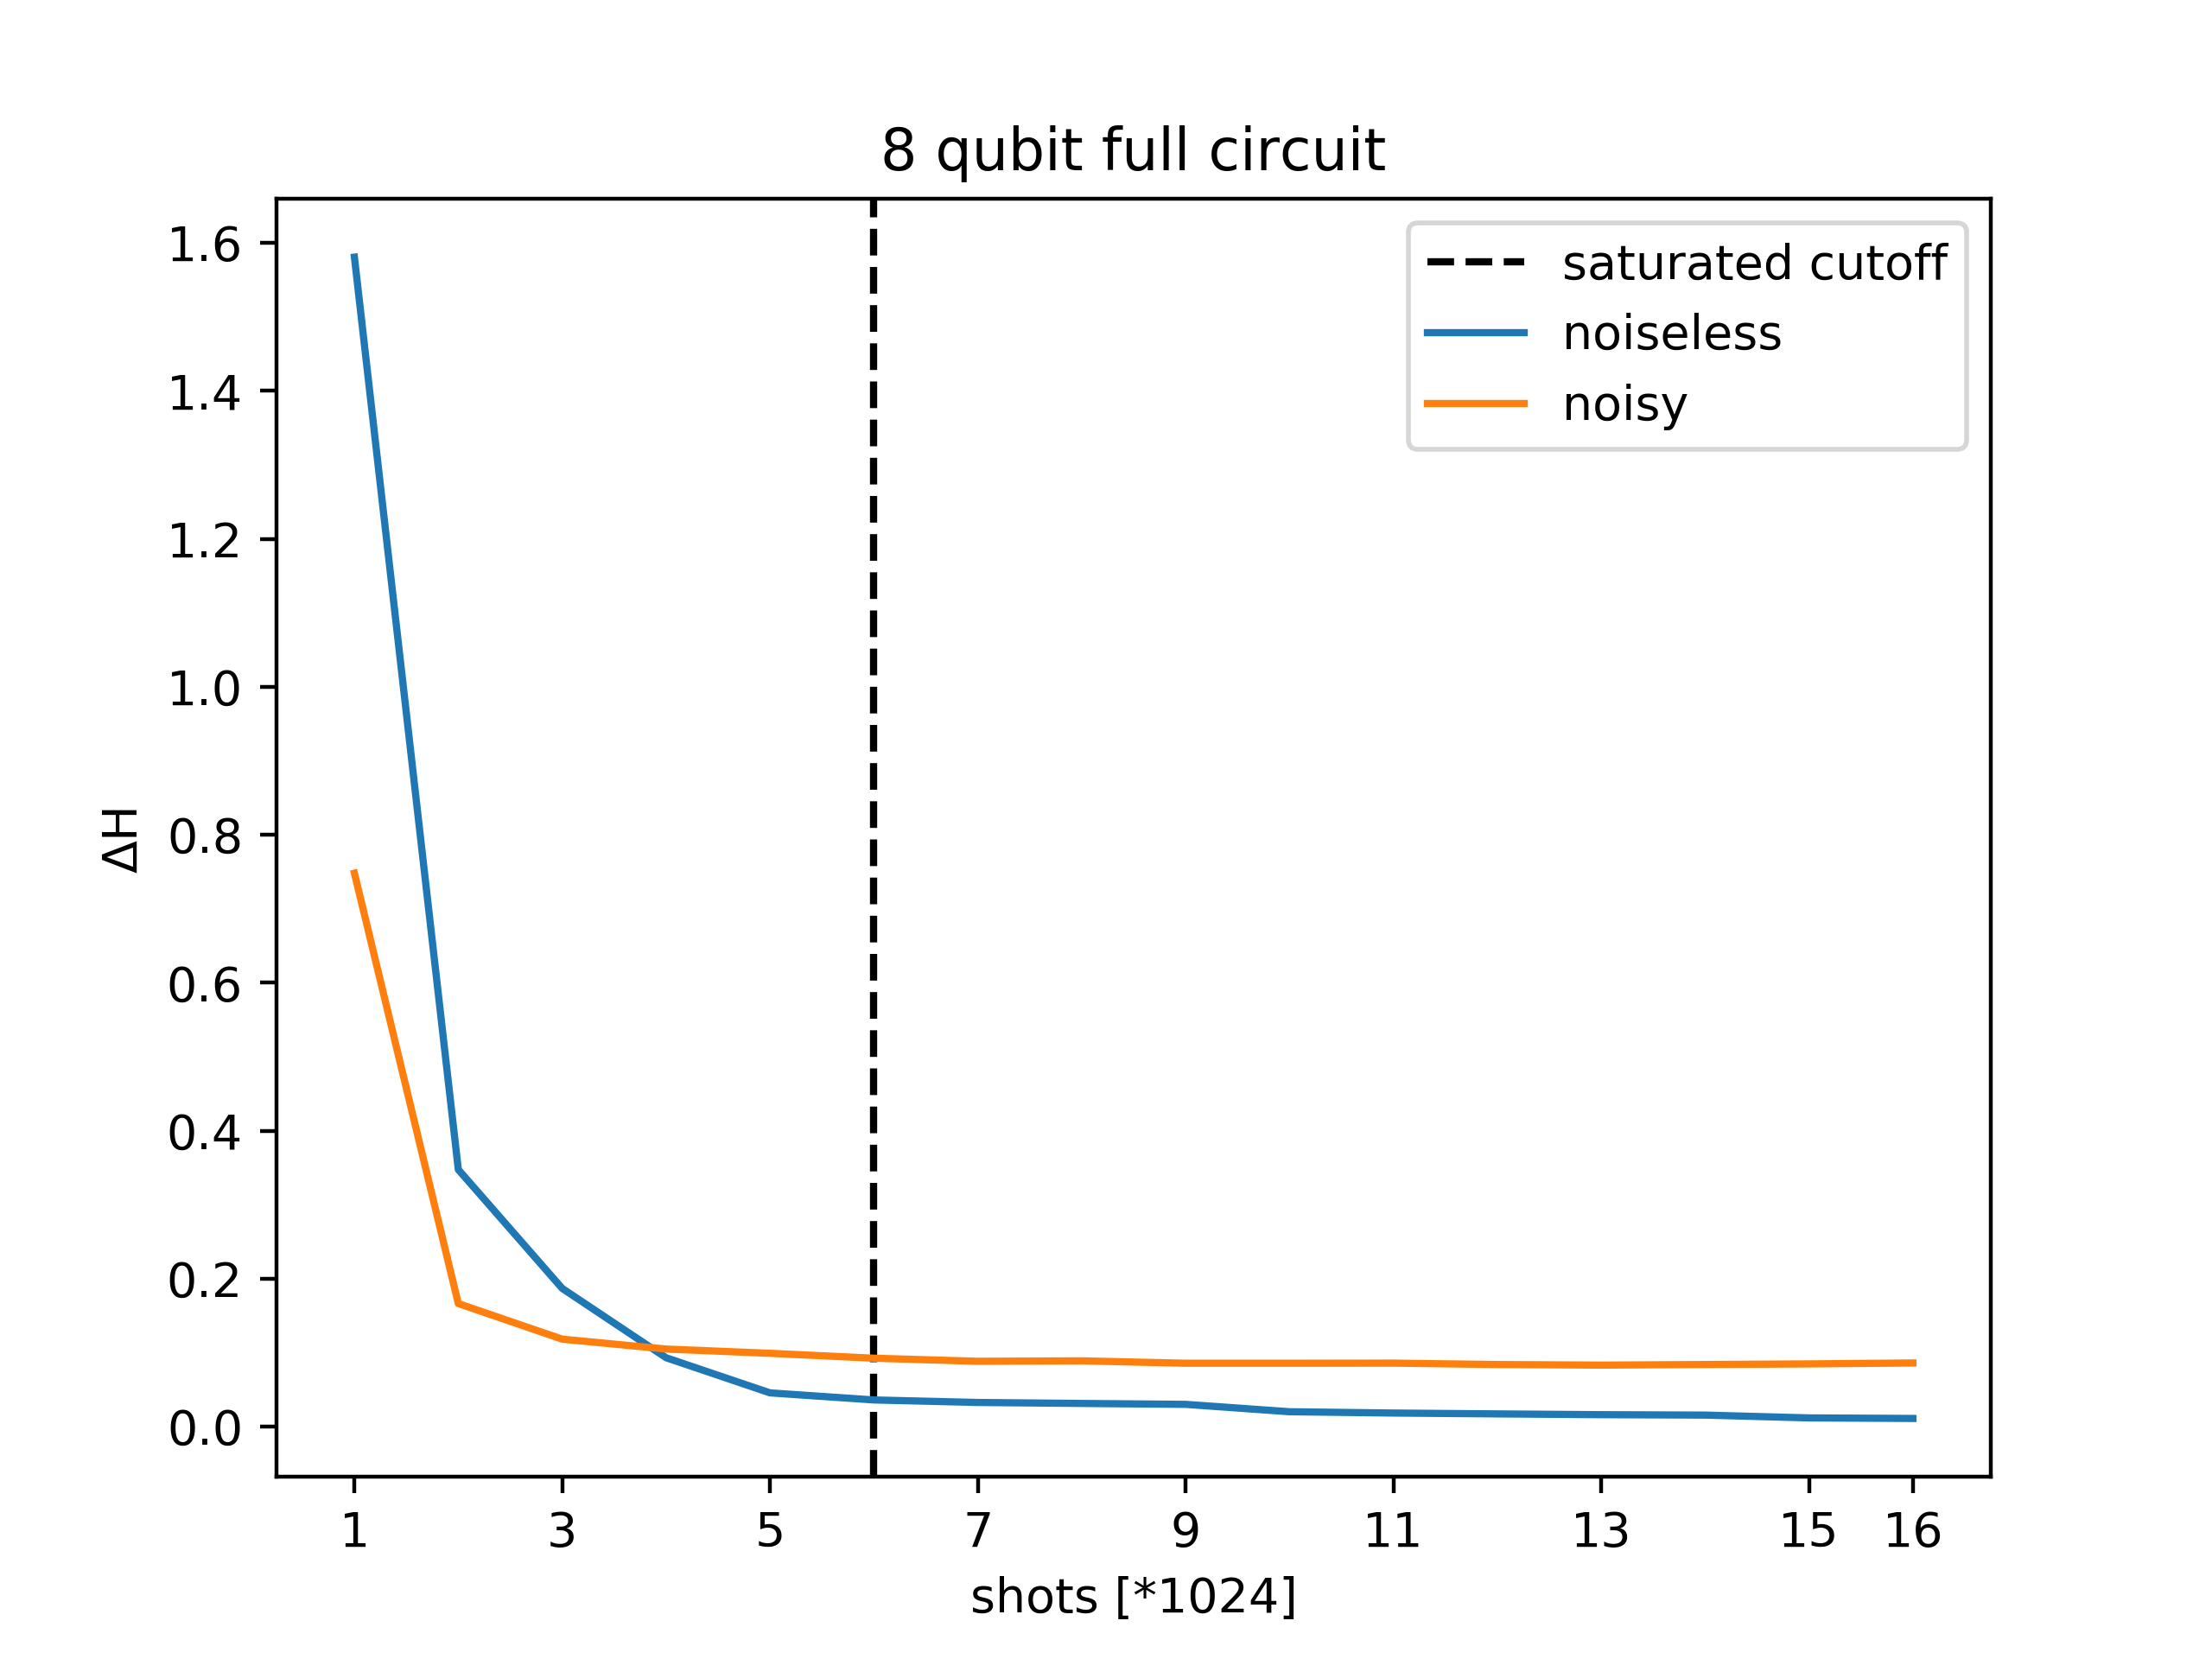 8 qubit full circuit
saturated cutoff
noiseless
noisy
1.6
1.4
1.2
1.0
0.8
0.6
0.4
0.2
0.0
ΔH
1 3 5 7 9 11 13 15 16
shots [*1024]